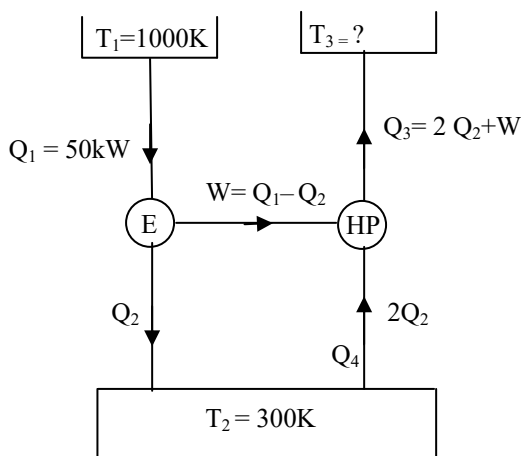 T₁=1000K
T₃ = ?
Q₃= 2 Q₂+W
Q₁ = 50kW
W= Q₁– Q₂
E
HP
Q₂
2Q₂
Q₄
T₂ = 300K